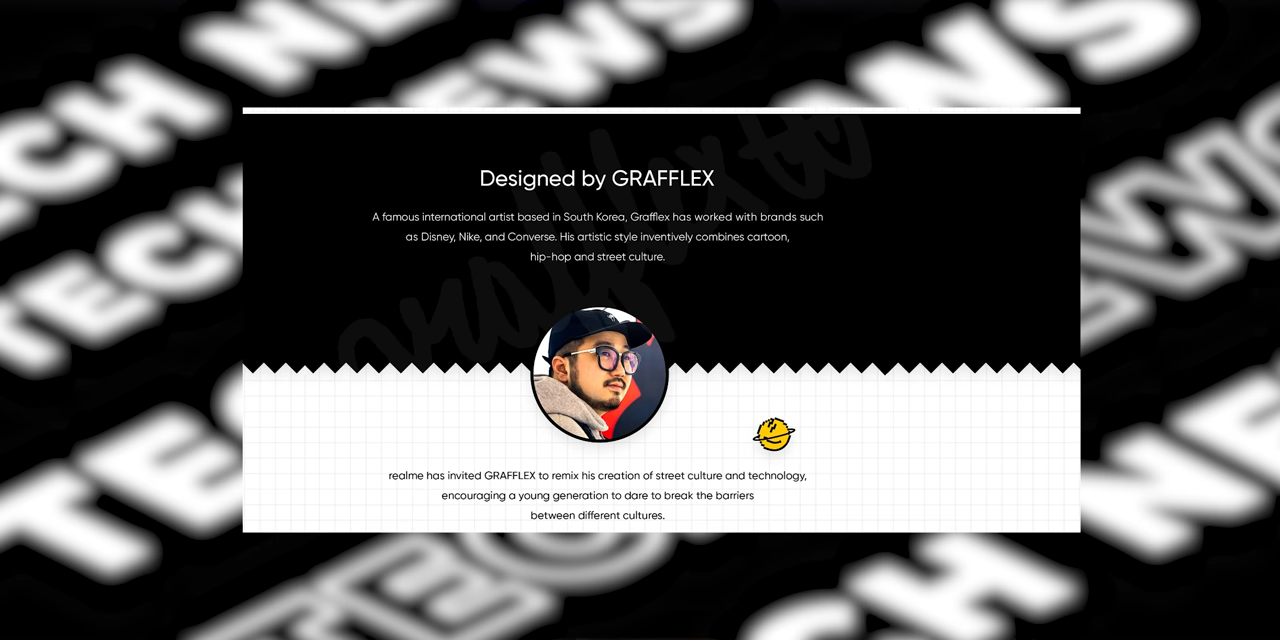 TECH NEWS
Designed by GRAFFLEX
A famous international artist based in South Korea, Grafflex has worked with brands such
as Disney, Nike, and Converse. His artistic style inventively combines cartoon,
hip-hop and street culture.
realme has invited GRAFFLEX to remix his creation of street culture and technology,
encouraging a young generation to dare to break the barriers
between different cultures.